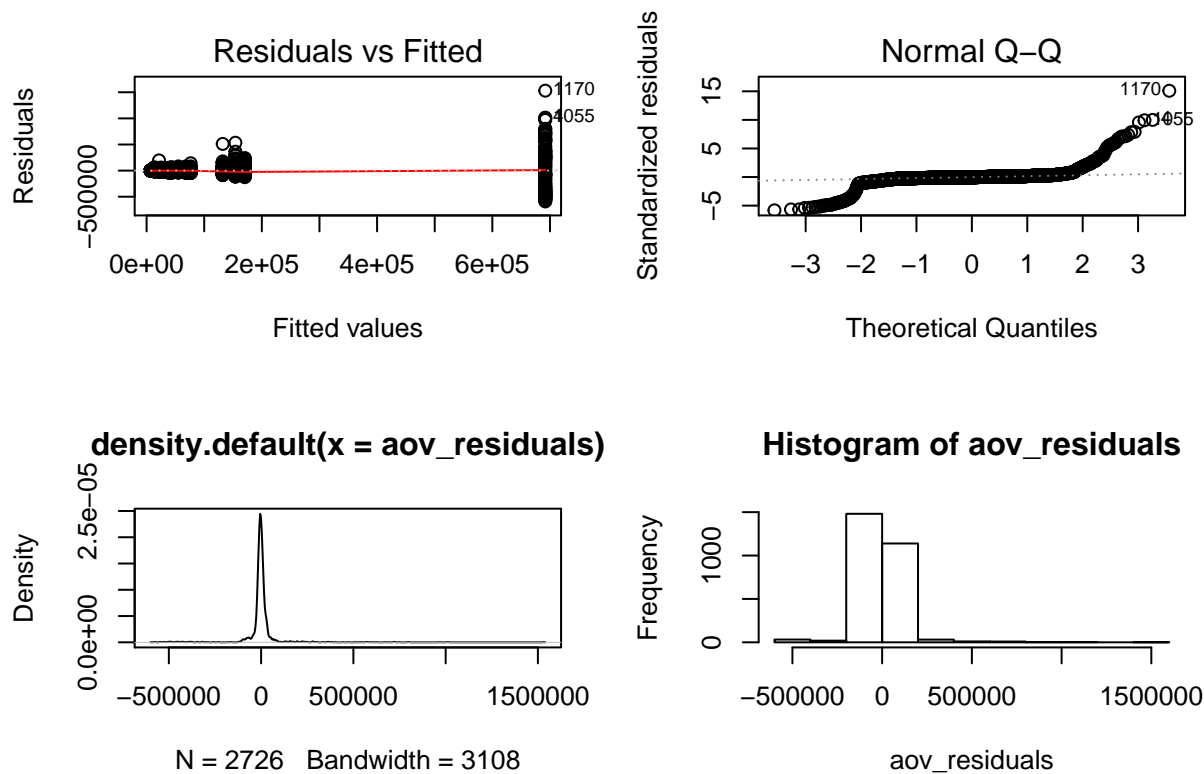 Residuals vs Fitted
Residuals
−500000
0e+00 2e+05 4e+05 6e+05
Fitted values
1170
4055
Normal Q−Q
Standardized residuals
−5 5 10 15
−3 −2 −1 0 1 2 3
Theoretical Quantiles
1170
4055
density.default(x = aov_residuals)
Density
0.0e+00 2.5e−05
−500000 0 500000 1500000
N = 2726 Bandwidth = 3108
Histogram of aov_residuals
Frequency
0 1000
−500000 0 500000 1500000
aov_residuals